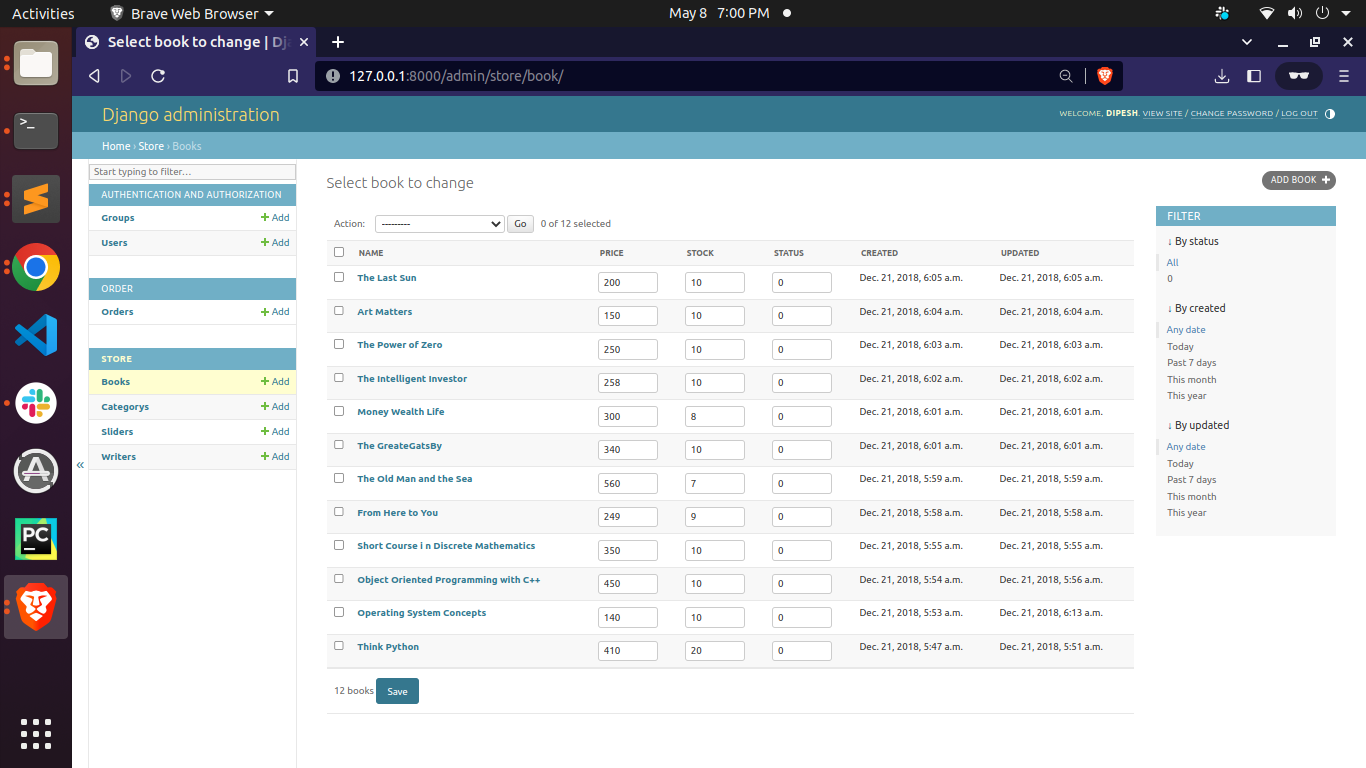 Activities Brave Web Browser May 8 7:00 PM
Select book to change | Dj
127.0.0.1:8000/admin/store/book/
Django administration
WELCOME, DIPESH. VIEW SITE / CHANGE PASSWORD / LOG OUT
Home › Store › Books
Start typing to filter...
AUTHENTICATION AND AUTHORIZATION
Groups + Add
Users + Add
ORDER
Orders + Add
STORE
Books + Add
Categorys + Add
Sliders + Add
Writers + Add
«
Select book to change
ADD BOOK +
Action: --------- Go 0 of 12 selected
NAME PRICE STOCK STATUS CREATED UPDATED
The Last Sun 200 10 0 Dec. 21, 2018, 6:05 a.m. Dec. 21, 2018, 6:05 a.m.
Art Matters 150 10 0 Dec. 21, 2018, 6:04 a.m. Dec. 21, 2018, 6:04 a.m.
The Power of Zero 250 10 0 Dec. 21, 2018, 6:03 a.m. Dec. 21, 2018, 6:03 a.m.
The Intelligent Investor 258 10 0 Dec. 21, 2018, 6:02 a.m. Dec. 21, 2018, 6:02 a.m.
Money Wealth Life 300 8 0 Dec. 21, 2018, 6:01 a.m. Dec. 21, 2018, 6:01 a.m.
The GreateGatsBy 340 10 0 Dec. 21, 2018, 6:01 a.m. Dec. 21, 2018, 6:01 a.m.
The Old Man and the Sea 560 7 0 Dec. 21, 2018, 5:59 a.m. Dec. 21, 2018, 5:59 a.m.
From Here to You 249 9 0 Dec. 21, 2018, 5:58 a.m. Dec. 21, 2018, 5:58 a.m.
Short Course i n Discrete Mathematics 350 10 0 Dec. 21, 2018, 5:55 a.m. Dec. 21, 2018, 5:55 a.m.
Object Oriented Programming with C++ 450 10 0 Dec. 21, 2018, 5:54 a.m. Dec. 21, 2018, 5:56 a.m.
Operating System Concepts 140 10 0 Dec. 21, 2018, 5:53 a.m. Dec. 21, 2018, 6:13 a.m.
Think Python 410 20 0 Dec. 21, 2018, 5:47 a.m. Dec. 21, 2018, 5:51 a.m.
12 books Save
FILTER
↓ By status
All
0
↓ By created
Any date
Today
Past 7 days
This month
This year
↓ By updated
Any date
Today
Past 7 days
This month
This year
>_
PC